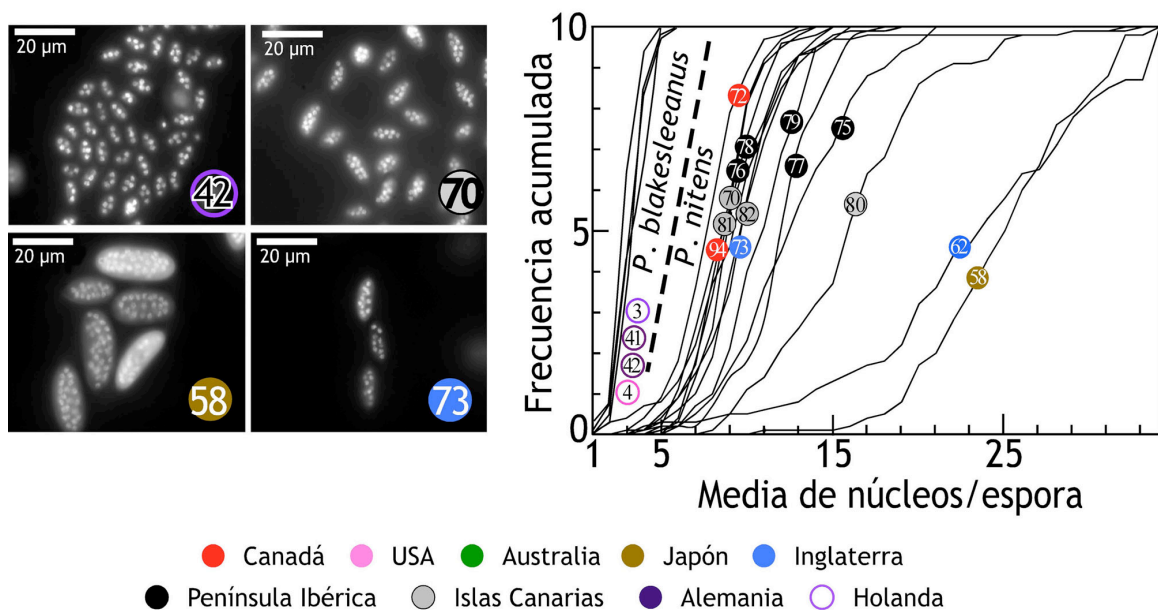 20 µm
42
20 µm
70
20 µm
58
20 µm
73
Frecuencia acumulada
10
5
0
P. blakesleeanus
P. nitens
72
79
75
78
76
77
70
81
82
80
94
73
62
58
3
41
42
4
1
5
15
25
Media de núcleos/espora
Canadá
USA
Australia
Japón
Inglaterra
Península Ibérica
Islas Canarias
Alemania
Holanda